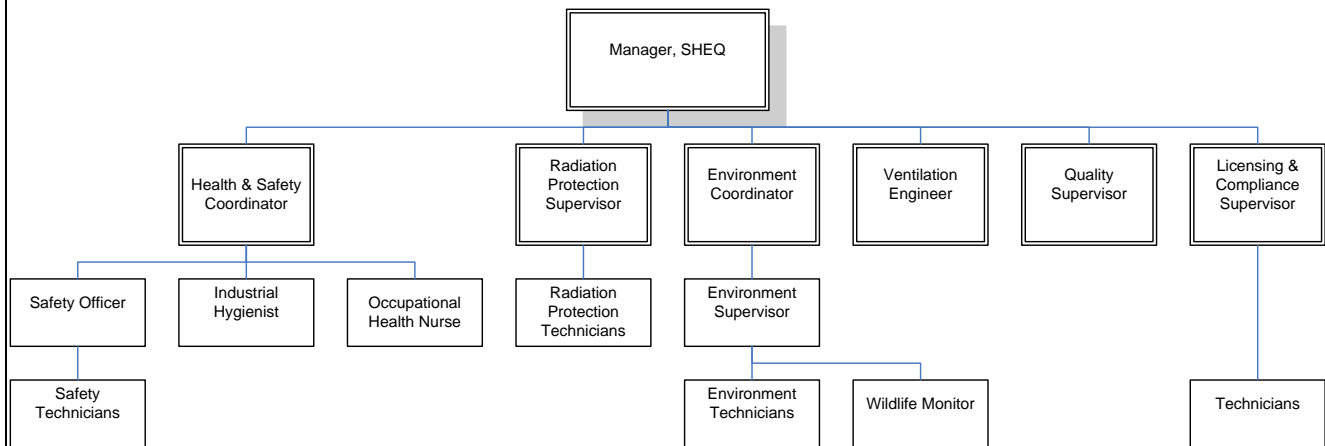 Manager, SHEQ
Health & Safety
Coordinator
Radiation
Protection
Supervisor
Environment
Coordinator
Ventilation
Engineer
Quality
Supervisor
Licensing &
Compliance
Supervisor
Safety Officer
Industrial
Hygienist
Occupational
Health Nurse
Radiation
Protection
Technicians
Environment
Supervisor
Safety
Technicians
Environment
Technicians
Wildlife Monitor
Technicians